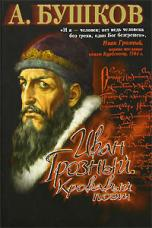 А. БУШКОВ
«И я — человек; нет ведь человека
без греха, один Бог безгрешен».
Иван Грозный,
Иван
Грозный.
Кровавый
поэт